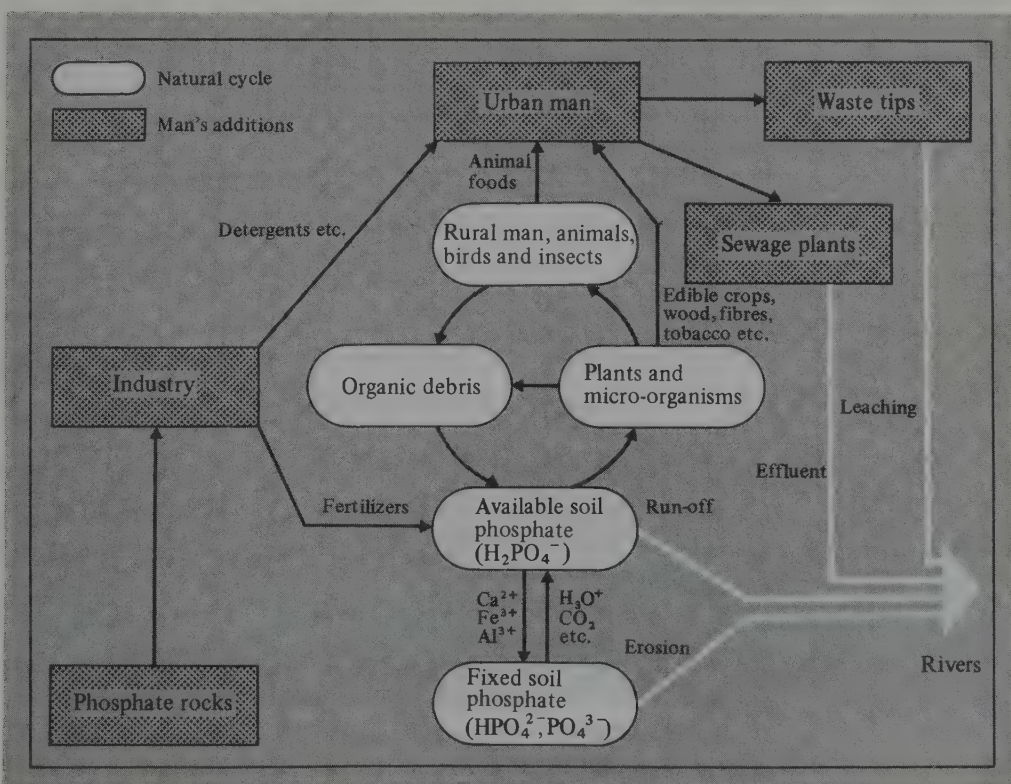 Natural cycle
Man's additions
Urban man
Waste tips
Animal
foods
Detergents etc.
Rural man, animals,
birds and insects
Sewage plants
Edible crops,
wood, fibres,
tobacco etc.
Industry
Organic debris
Plants and
micro-organisms
Leaching
Effluent
Fertilizers
Available soil
phosphate
(H₂PO₄⁻)
Run-off
Ca²⁺
Fe³⁺
Al³⁺
H₃O⁺
CO₂
etc.
Erosion
Rivers
Phosphate rocks
Fixed soil
phosphate
(HPO₄²⁻, PO₄³⁻)